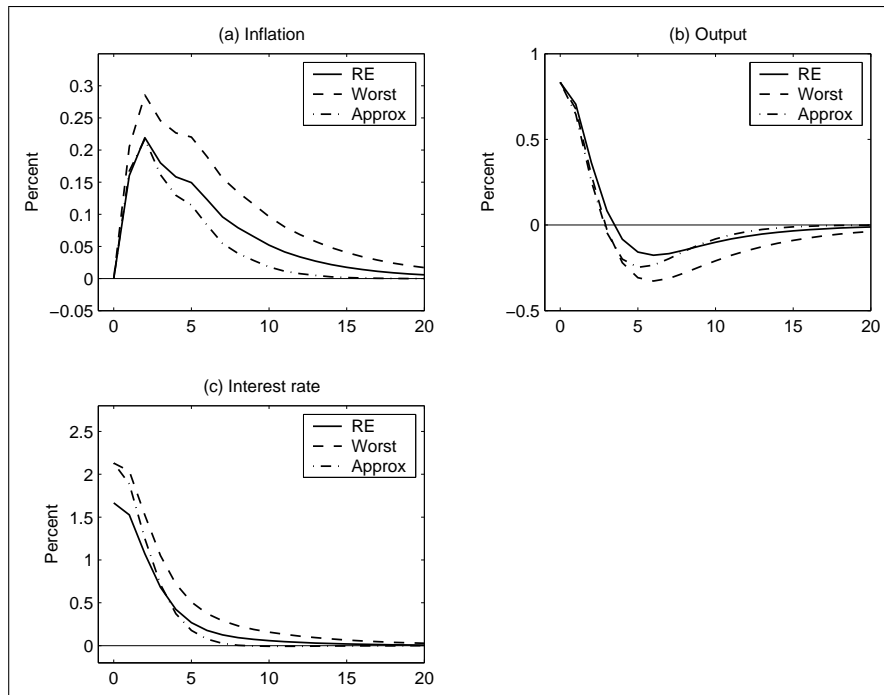 (a) Inflation
Percent
0.3
0.25
0.2
0.15
0.1
0.05
0
−0.05
0 5 10 15 20
RE
Worst
Approx
(b) Output
Percent
1
0.5
0
−0.5
0 5 10 15 20
RE
Worst
Approx
(c) Interest rate
Percent
2.5
2
1.5
1
0.5
0
0 5 10 15 20
RE
Worst
Approx